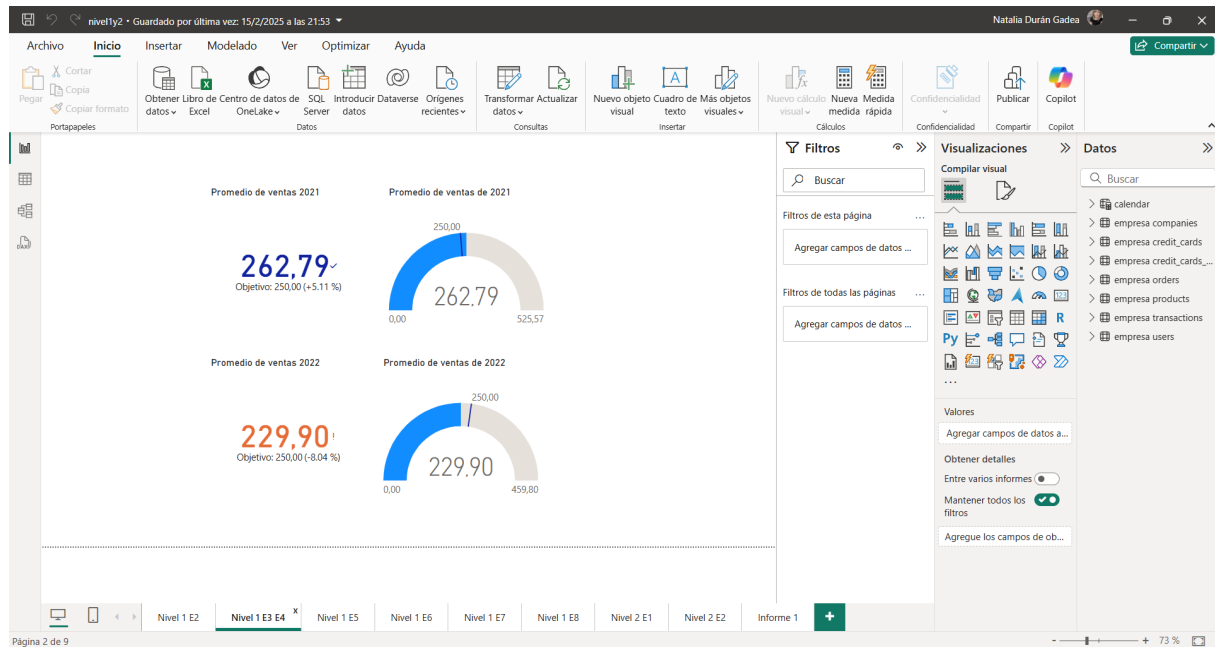 nivel1y2 • Guardado por última vez: 15/2/2025 a las 21:53
Natalia Durán Gadea
Archivo Inicio Insertar Modelado Ver Optimizar Ayuda
Compartir
Pegar
Cortar
Copia
Copiar formato
Portapapeles
Obtener datos
Libro de Excel
Centro de datos de OneLake
SQL Server
Introducir datos
Dataverse
Orígenes recientes
Datos
Transformar datos
Actualizar
Consultas
Nuevo objeto visual
Cuadro de texto
Más objetos visuales
Insertar
Nuevo cálculo visual
Nueva medida
Medida rápida
Cálculos
Confidencialidad
Confidencialidad
Publicar
Compartir
Copilot
Copilot
Promedio de ventas 2021
262,79
Objetivo: 250,00 (+5.11 %)
Promedio de ventas de 2021
250,00
262,79
0,00
525,57
Promedio de ventas 2022
229,90!
Objetivo: 250,00 (-8.04 %)
Promedio de ventas de 2022
250,00
229,90
0,00
459,80
Filtros
Buscar
Filtros de esta página ...
Agregar campos de datos ...
Filtros de todas las páginas ...
Agregar campos de datos ...
Visualizaciones
Compilar visual
R
Py
123
...
Valores
Agregar campos de datos a...
Obtener detalles
Entre varios informes
Mantener todos los
filtros
Agregue los campos de ob...
Datos
Buscar
calendar
empresa companies
empresa credit_cards
empresa credit_cards_...
empresa orders
empresa products
empresa transactions
empresa users
Nivel 1 E2
Nivel 1 E3 E4 x
Nivel 1 E5
Nivel 1 E6
Nivel 1 E7
Nivel 1 E8
Nivel 2 E1
Nivel 2 E2
Informe 1
+
Página 2 de 9
- + 73 %